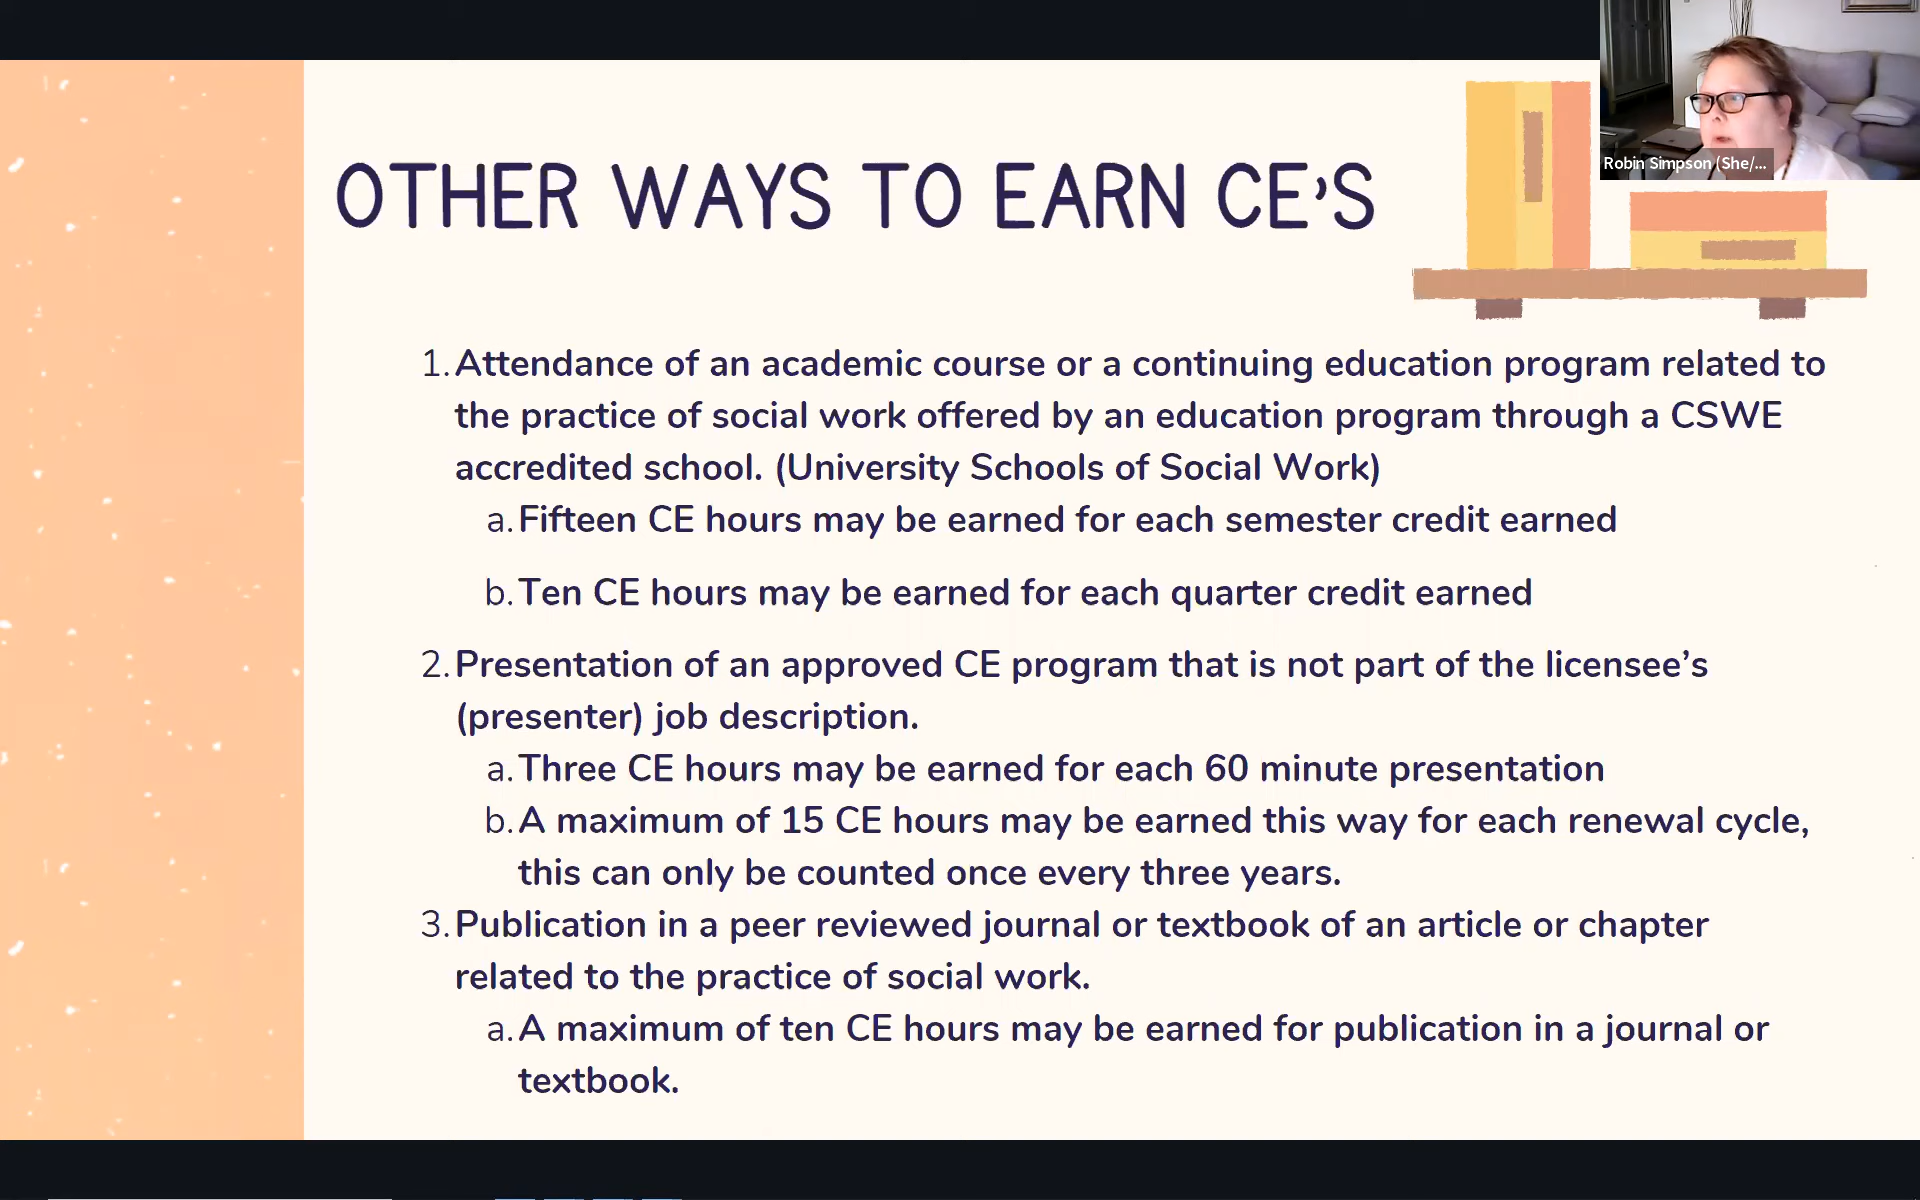 Robin Simpson (She/...
OTHER WAYS TO EARN CE'S
1. Attendance of an academic course or a continuing education program related to
the practice of social work offered by an education program through a CSWE
accredited school. (University Schools of Social Work)
a. Fifteen CE hours may be earned for each semester credit earned
b. Ten CE hours may be earned for each quarter credit earned
2. Presentation of an approved CE program that is not part of the licensee’s
(presenter) job description.
a. Three CE hours may be earned for each 60 minute presentation
b. A maximum of 15 CE hours may be earned this way for each renewal cycle,
this can only be counted once every three years.
3. Publication in a peer reviewed journal or textbook of an article or chapter
related to the practice of social work.
a. A maximum of ten CE hours may be earned for publication in a journal or
textbook.